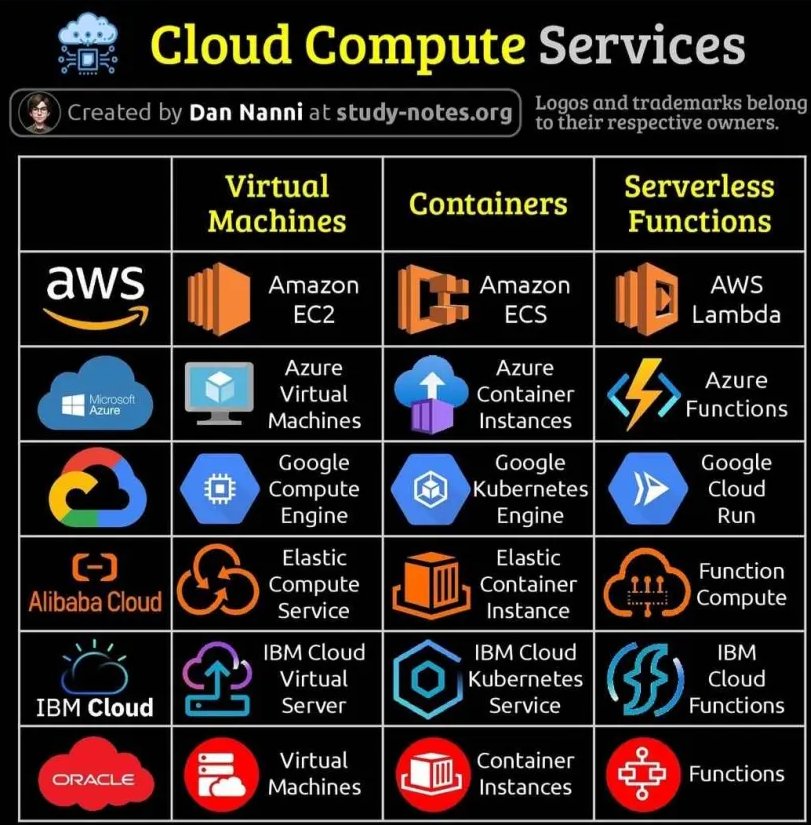 Cloud Compute Services
Created by Dan Nanni at study-notes.org
Logos and trademarks belong
to their respective owners.
Virtual
Machines
Containers
Serverless
Functions
aws
Amazon
EC2
Amazon
ECS
AWS
Lambda
Microsoft
Azure
Azure
Virtual
Machines
Azure
Container
Instances
Azure
Functions
Google
Compute
Engine
Google
Kubernetes
Engine
Google
Cloud
Run
Alibaba Cloud
Elastic
Compute
Service
Elastic
Container
Instance
Function
Compute
IBM Cloud
IBM Cloud
Virtual
Server
IBM Cloud
Kubernetes
Service
IBM
Cloud
Functions
ORACLE
Virtual
Machines
Container
Instances
Functions